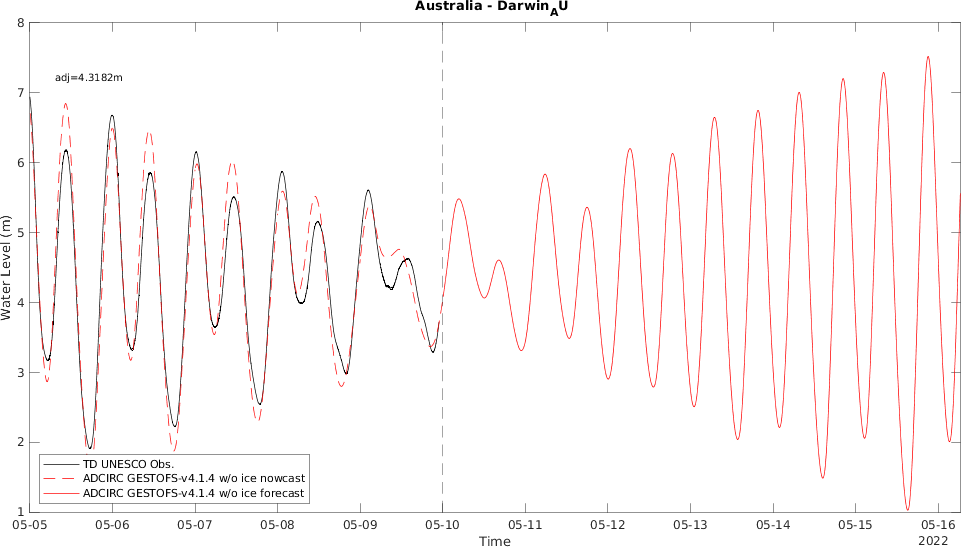 Australia - Darwin_AU
adj=4.3182m
Water Level (m)
8
7
6
5
4
3
2
1
TD UNESCO Obs.
ADCIRC GESTOFS-v4.1.4 w/o ice nowcast
ADCIRC GESTOFS-v4.1.4 w/o ice forecast
05-05 05-06 05-07 05-08 05-09 05-10 05-11 05-12 05-13 05-14 05-15 05-16
Time
2022